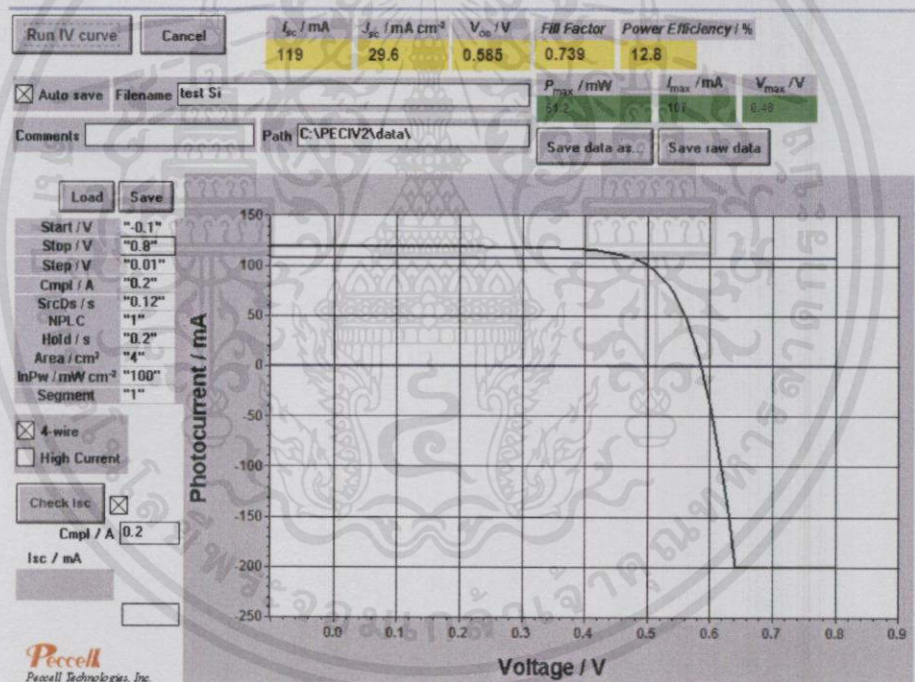 Run IV curve
Cancel
Isc / mA
Jsc / mA cm-2
Voc / V
Fill Factor
Power Efficiency / %
119
29.6
0.585
0.739
12.8
Auto save
Filename
test Si
Pmax / mW
Imax / mA
Vmax / V
51.2
107
0.48
Comments
Path
C:\PECIV2\data\
Save data as..
Save raw data
Load
Save
Start / V "-0.1"
Stop / V "0.8"
Step / V "0.01"
Cmpl / A "0.2"
SrcDs / s "0.12"
NPLC "1"
Hold / s "0.2"
Area / cm² "4"
InPw / mW cm-2 "100"
Segment "1"
4-wire
High Current
Check Isc
Cmpl / A 0.2
Isc / mA
Peccell
Peccell Technologies, Inc.
Photocurrent / mA
150
100
50
0
-50
-100
-150
-200
-250
0.0 0.1 0.2 0.3 0.4 0.5 0.6 0.7 0.8 0.9
Voltage / V